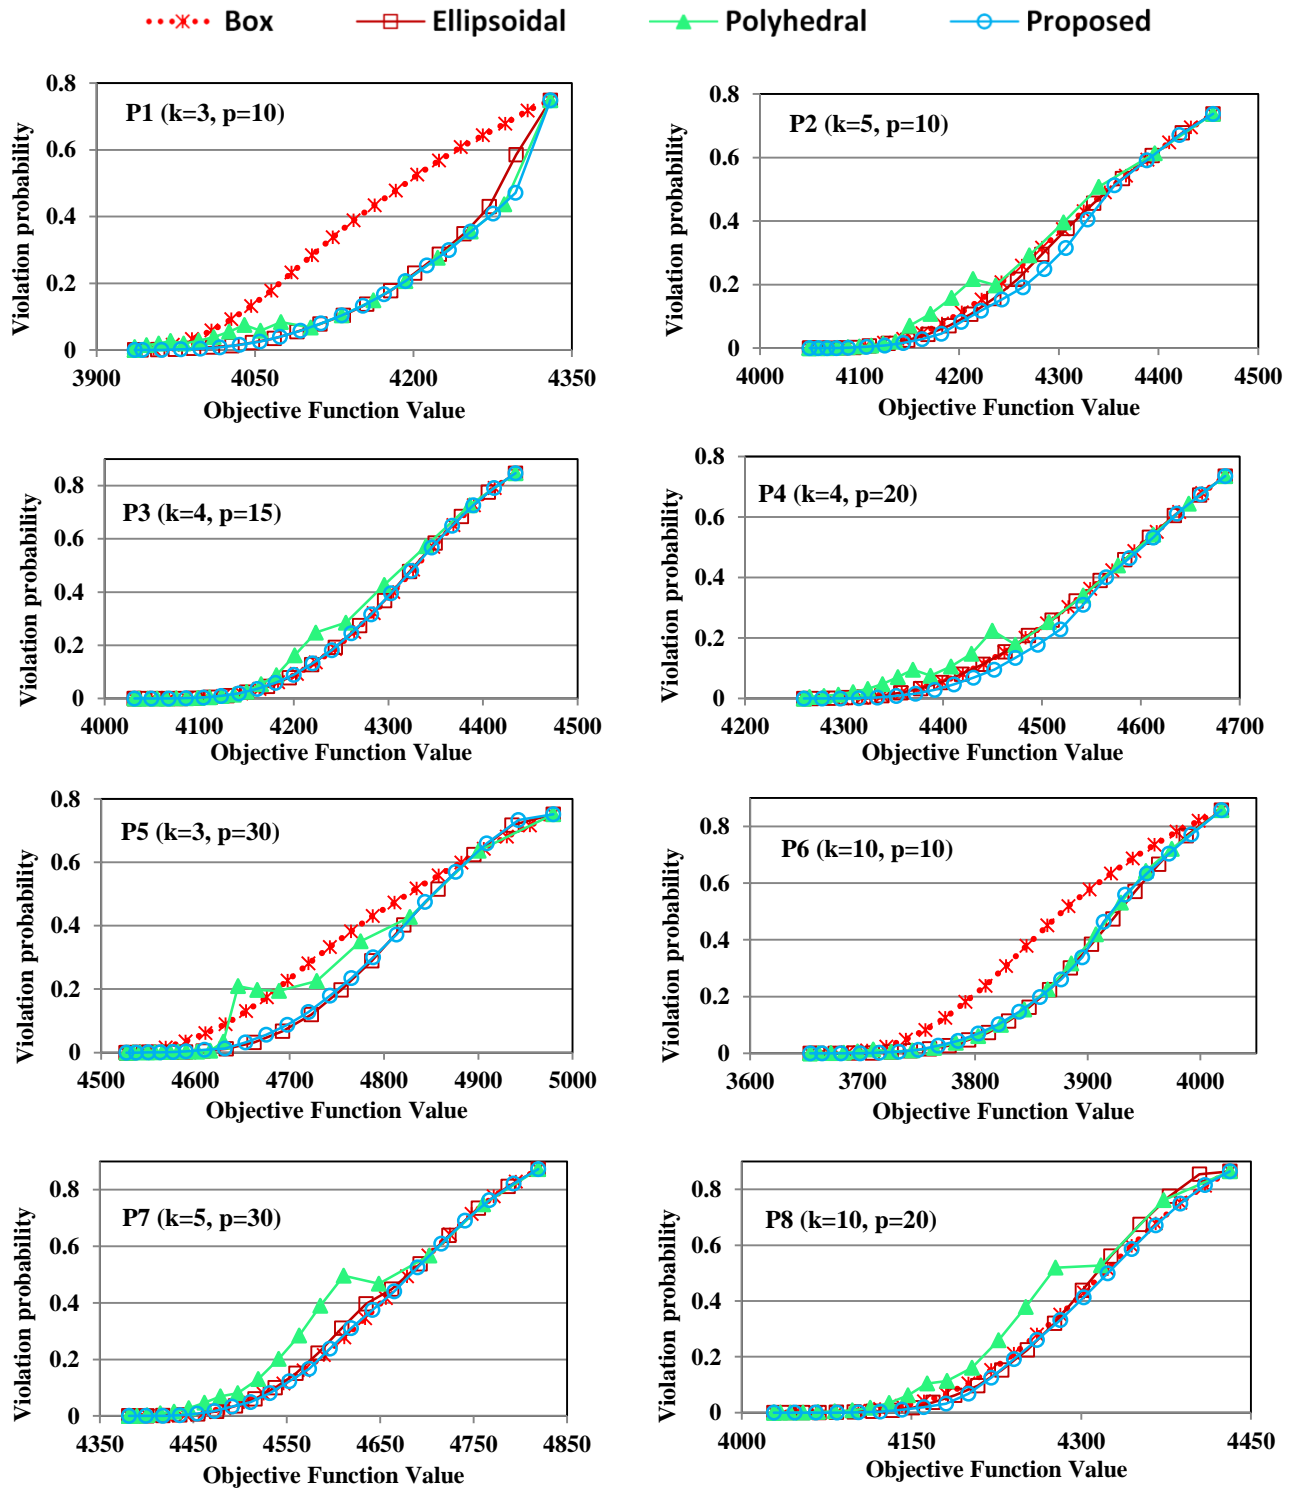 Box Ellipsoidal Polyhedral Proposed
P1 (k=3, p=10)
Violation probability
0.8
0.6
0.4
0.2
0
3900 4050 4200 4350
Objective Function Value
P2 (k=5, p=10)
Violation probability
0.8
0.6
0.4
0.2
0
4000 4100 4200 4300 4400 4500
Objective Function Value
P3 (k=4, p=15)
Violation probability
0.8
0.6
0.4
0.2
0
4000 4100 4200 4300 4400 4500
Objective Function Value
P4 (k=4, p=20)
Violation probability
0.8
0.6
0.4
0.2
0
4200 4300 4400 4500 4600 4700
Objective Function Value
P5 (k=3, p=30)
Violation probability
0.8
0.6
0.4
0.2
0
4500 4600 4700 4800 4900 5000
Objective Function Value
P6 (k=10, p=10)
Violation probability
0.8
0.6
0.4
0.2
0
3600 3700 3800 3900 4000
Objective Function Value
P7 (k=5, p=30)
Violation probability
0.8
0.6
0.4
0.2
0
4350 4450 4550 4650 4750 4850
Objective Function Value
P8 (k=10, p=20)
Violation probability
0.8
0.6
0.4
0.2
0
4000 4150 4300 4450
Objective Function Value